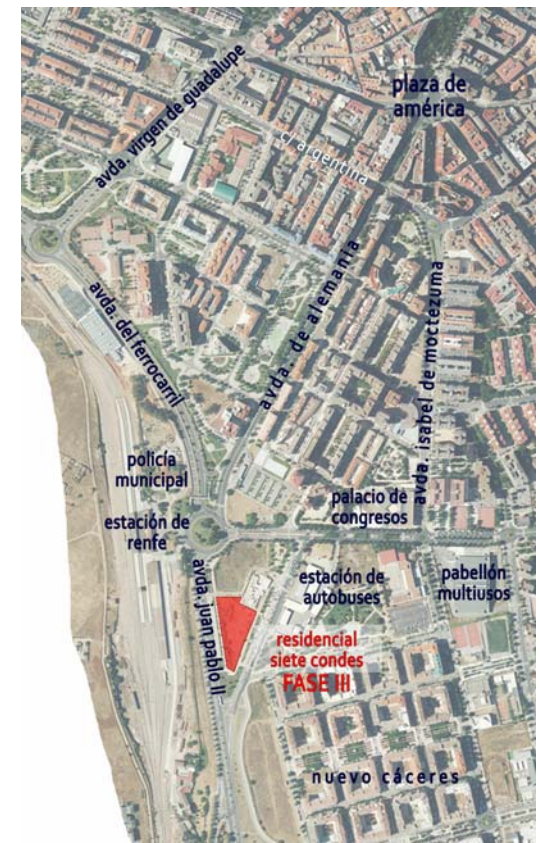 plaza de
américa
avda. virgen de guadalupe
c/ argentina
avda. de alemania
avda. isabel de moctezuma
avda. del ferrocarril
policía
municipal
palacio de
congresos
estación de
renfe
avda. juan pablo II
estación de
autobuses
pabellón
multiusos
residencial
siete condes
FASE III
nuevo cáceres